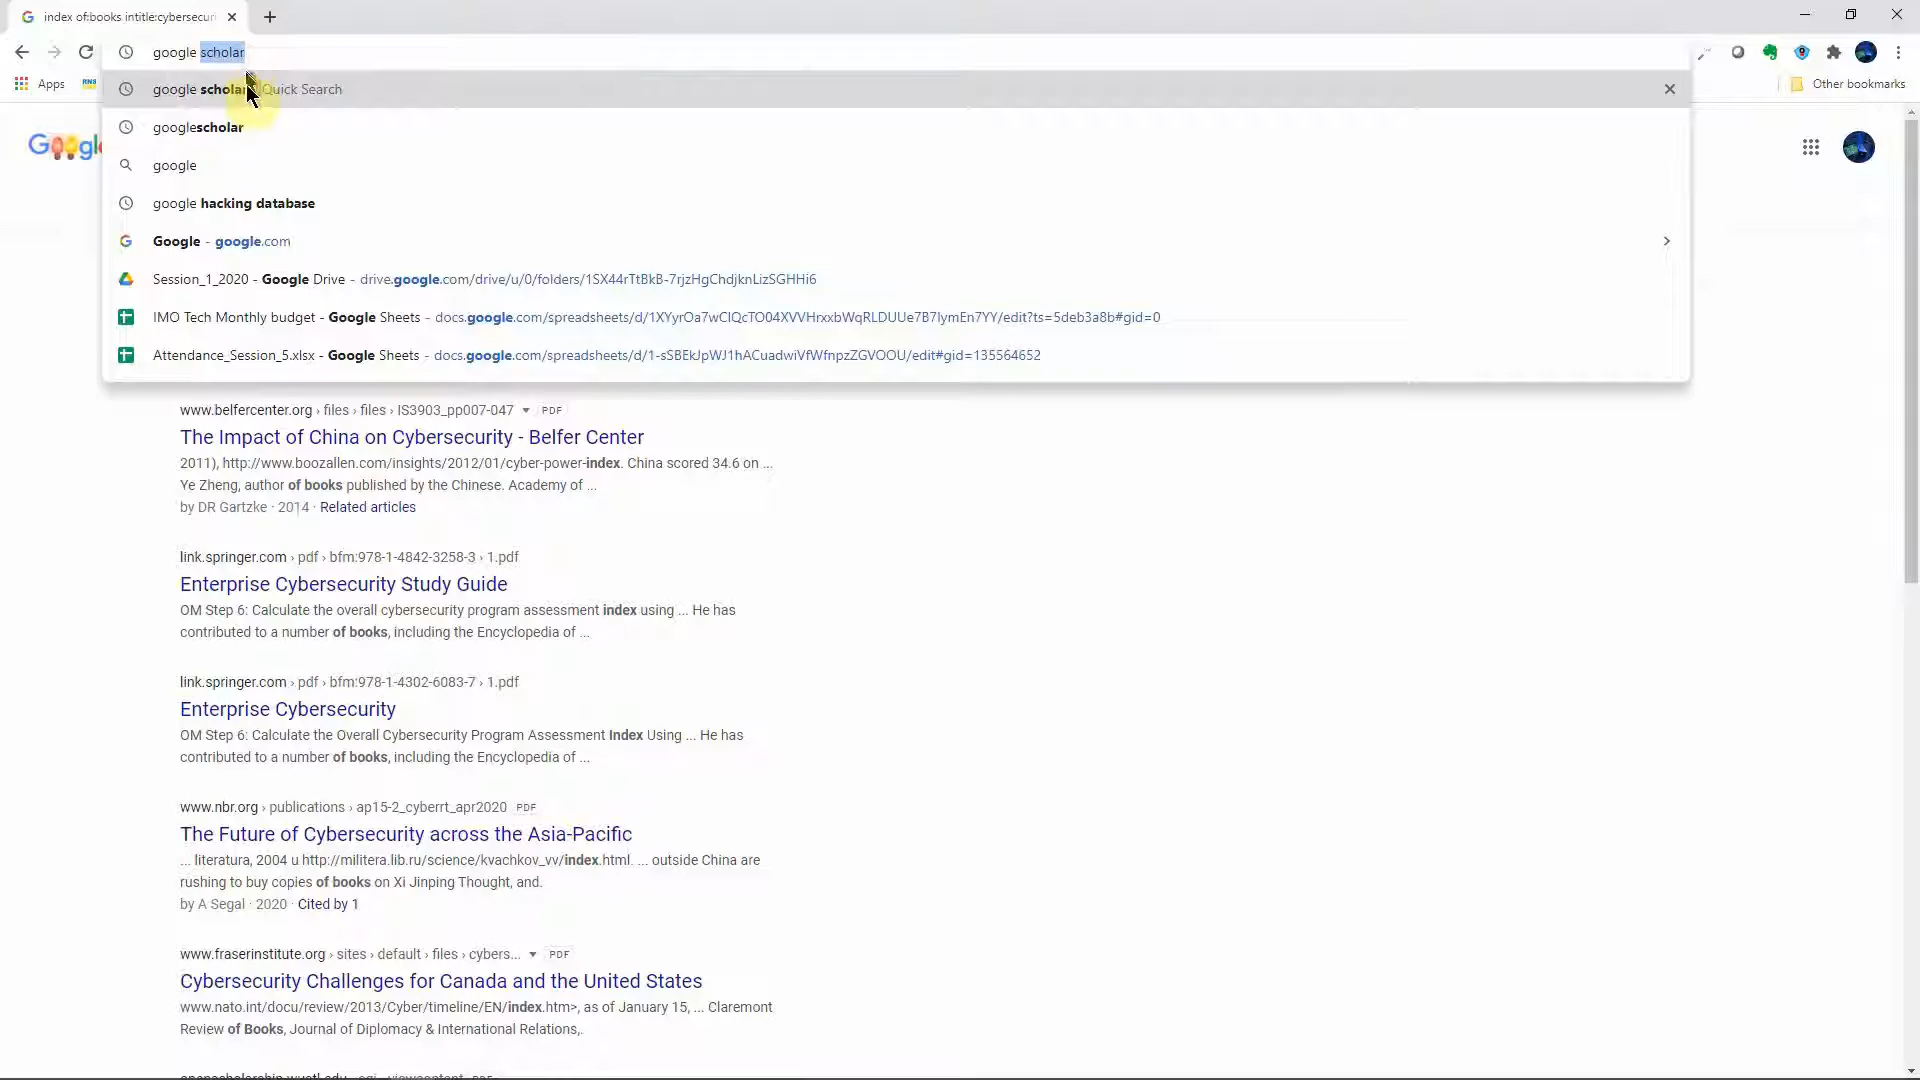 index of:books intitle:cybersecuri
google scholar
Apps
Other bookmarks
google scholar
Quick Search
googlescholar
google
google hacking database
Google - google.com
Session_1_2020 - Google Drive - drive.google.com/drive/u/0/folders/1SX44rTtBkB-7rjzHgChdjknLizSGHHi6
IMO Tech Monthly budget - Google Sheets - docs.google.com/spreadsheets/d/1XYyrOa7wCIQcTO04XVVHrxxbWqRLDUUe7B7lymEn7YY/edit?ts=5deb3a8b#gid=0
Attendance_Session_5.xlsx - Google Sheets - docs.google.com/spreadsheets/d/1-sSBEkJpWJ1hACuadwiVfWfnpzZGVOOU/edit#gid=135564652
www.belfercenter.org › files › files › IS3903_pp007-047 PDF
The Impact of China on Cybersecurity - Belfer Center
2011), http://www.boozallen.com/insights/2012/01/cyber-power-index. China scored 34.6 on ...
Ye Zheng, author of books published by the Chinese. Academy of ...
by DR Gartzke · 2014 · Related articles
link.springer.com › pdf › bfm:978-1-4842-3258-3 › 1.pdf
Enterprise Cybersecurity Study Guide
OM Step 6: Calculate the overall cybersecurity program assessment index using ... He has
contributed to a number of books, including the Encyclopedia of ...
link.springer.com › pdf › bfm:978-1-4302-6083-7 › 1.pdf
Enterprise Cybersecurity
OM Step 6: Calculate the Overall Cybersecurity Program Assessment Index Using ... He has
contributed to a number of books, including the Encyclopedia of ...
www.nbr.org › publications › ap15-2_cyberrt_apr2020 PDF
The Future of Cybersecurity across the Asia-Pacific
... literatura, 2004 u http://militera.lib.ru/science/kvachkov_vv/index.html. ... outside China are
rushing to buy copies of books on Xi Jinping Thought, and.
by A Segal · 2020 · Cited by 1
www.fraserinstitute.org › sites › default › files › cybers... PDF
Cybersecurity Challenges for Canada and the United States
www.nato.int/docu/review/2013/Cyber/timeline/EN/index.htm>, as of January 15, ... Claremont
Review of Books, Journal of Diplomacy & International Relations,.